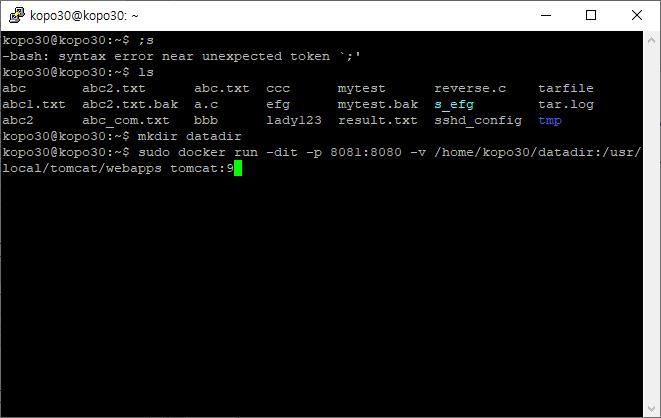 kopo30@kopo30: ~
kopo30@kopo30:~$ ;s
-bash: syntax error near unexpected token `;'
kopo30@kopo30:~$ ls
abc       abc2.txt      abc.txt  ccc      mytest      reverse.c    tarfile
abc1.txt  abc2.txt.bak  a.c      efg      mytest.bak  s_efg        tar.log
abc2      abc_com.txt   bbb      lady123  result.txt  sshd_config  tmp
kopo30@kopo30:~$ mkdir datadir
kopo30@kopo30:~$ sudo docker run -dit -p 8081:8080 -v /home/kopo30/datadir:/usr/
local/tomcat/webapps tomcat:9